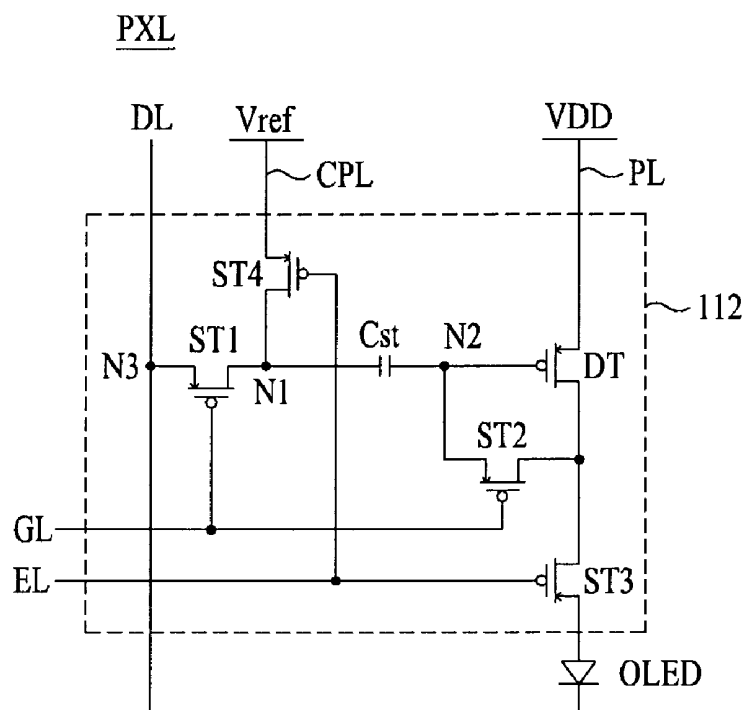 PXL
DL Vref VDD
CPL PL
ST4 112
ST1 Cst N2
N3 N1 DT
ST2
GL
EL ST3
OLED